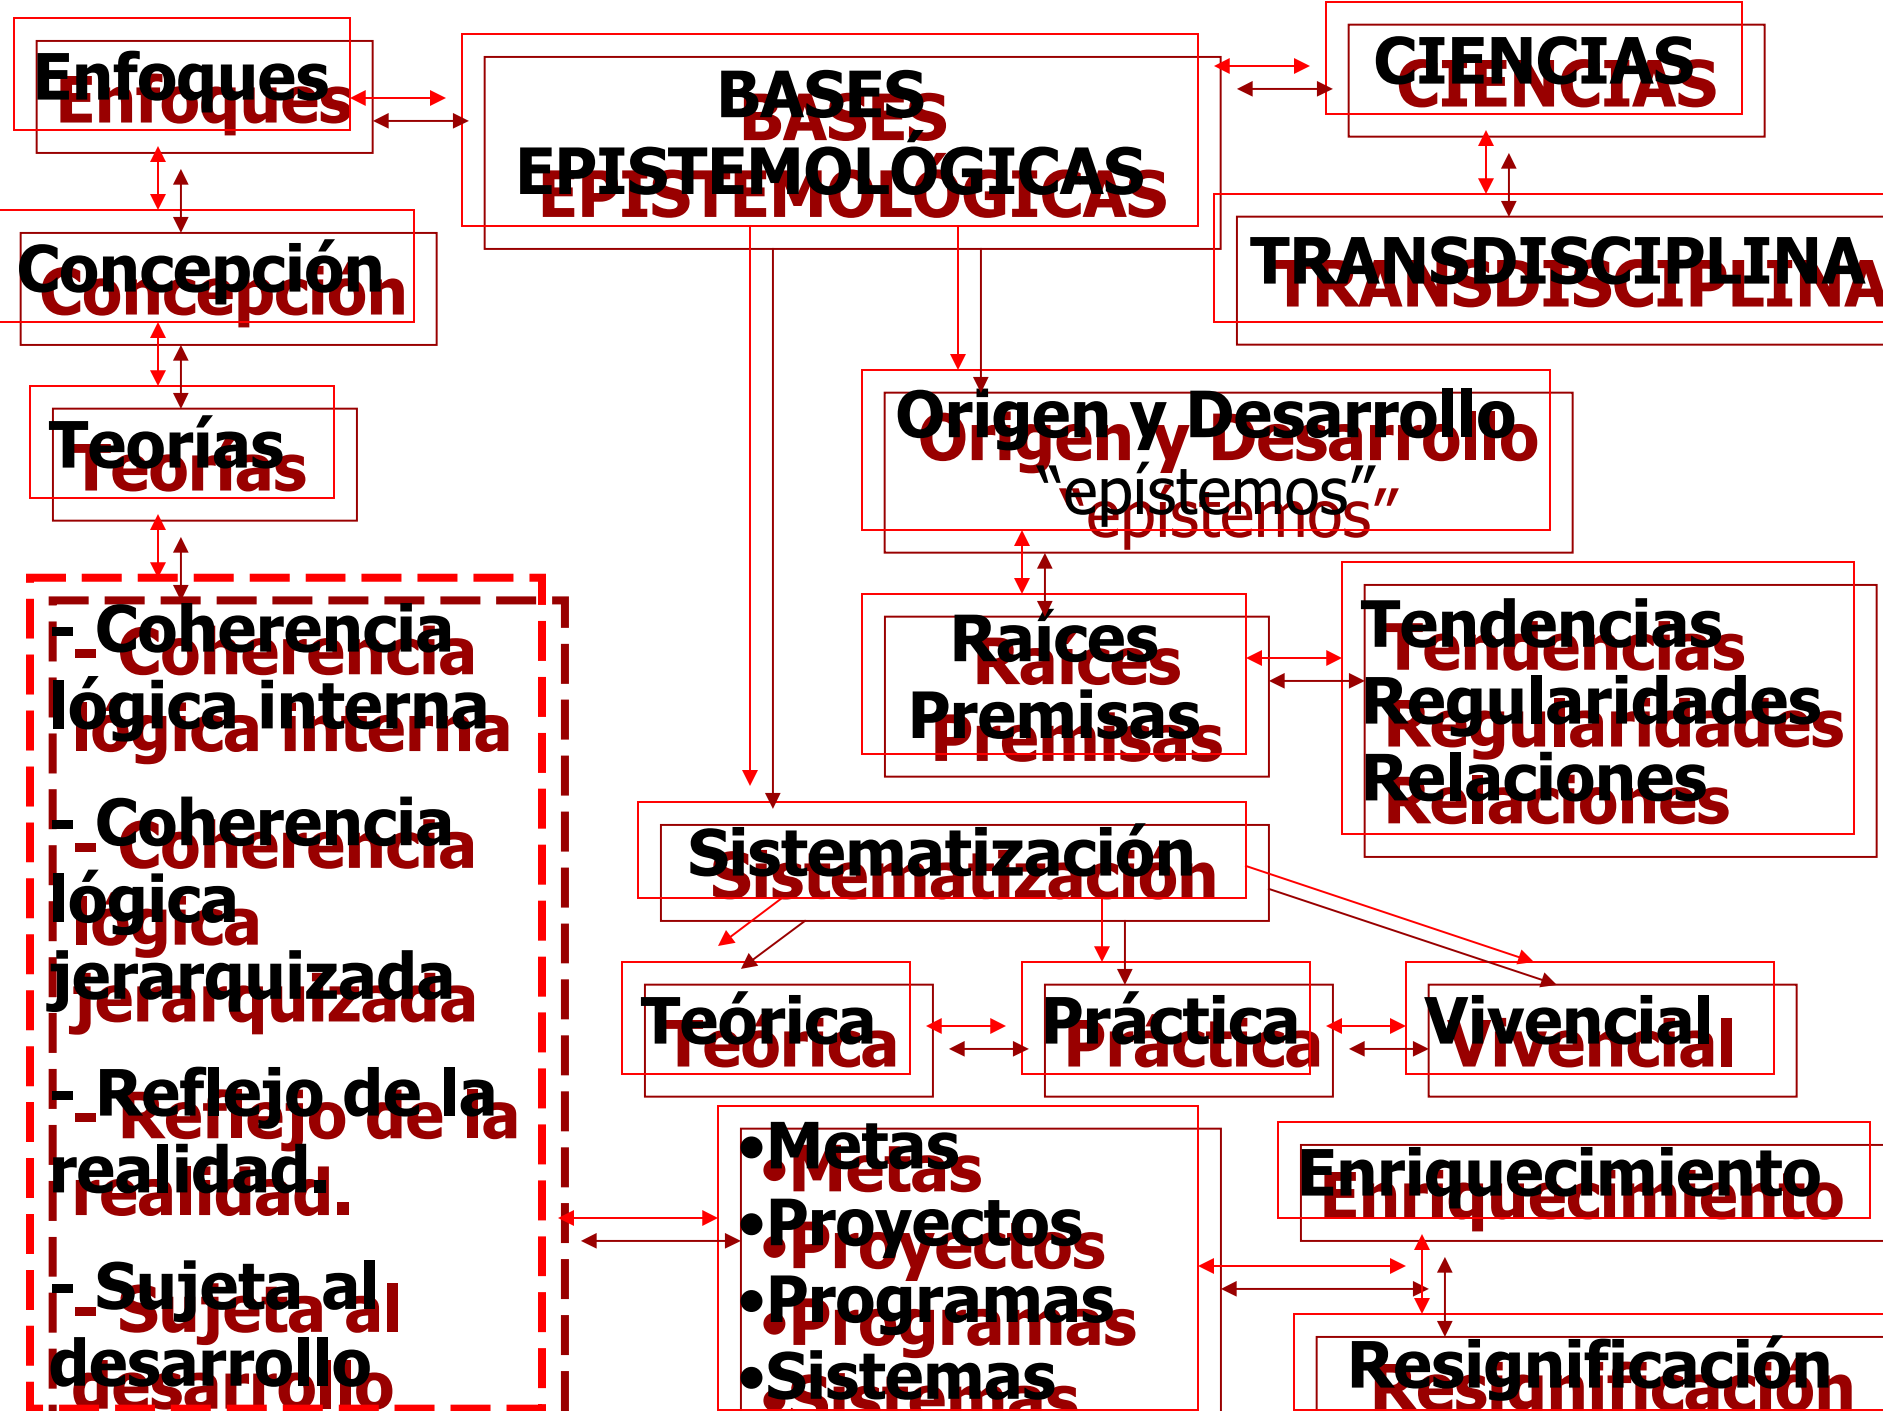 Enfoques
BASES
EPISTEMOLÓGICAS
CIENCIAS
Concepción
TRANSDISCIPLINA
Teorías
Origen y Desarrollo
“epístemos”
- Coherencia
lógica interna
- Coherencia
lógica
jerarquizada
- Reflejo de la
realidad.
- Sujeta al
desarrollo
Raíces
Premisas
Tendencias
Regularidades
Relaciones
Sistematización
Teórica
Práctica
Vivencial
•Metas
•Proyectos
•Programas
•Sistemas
Enriquecimiento
Resignificación